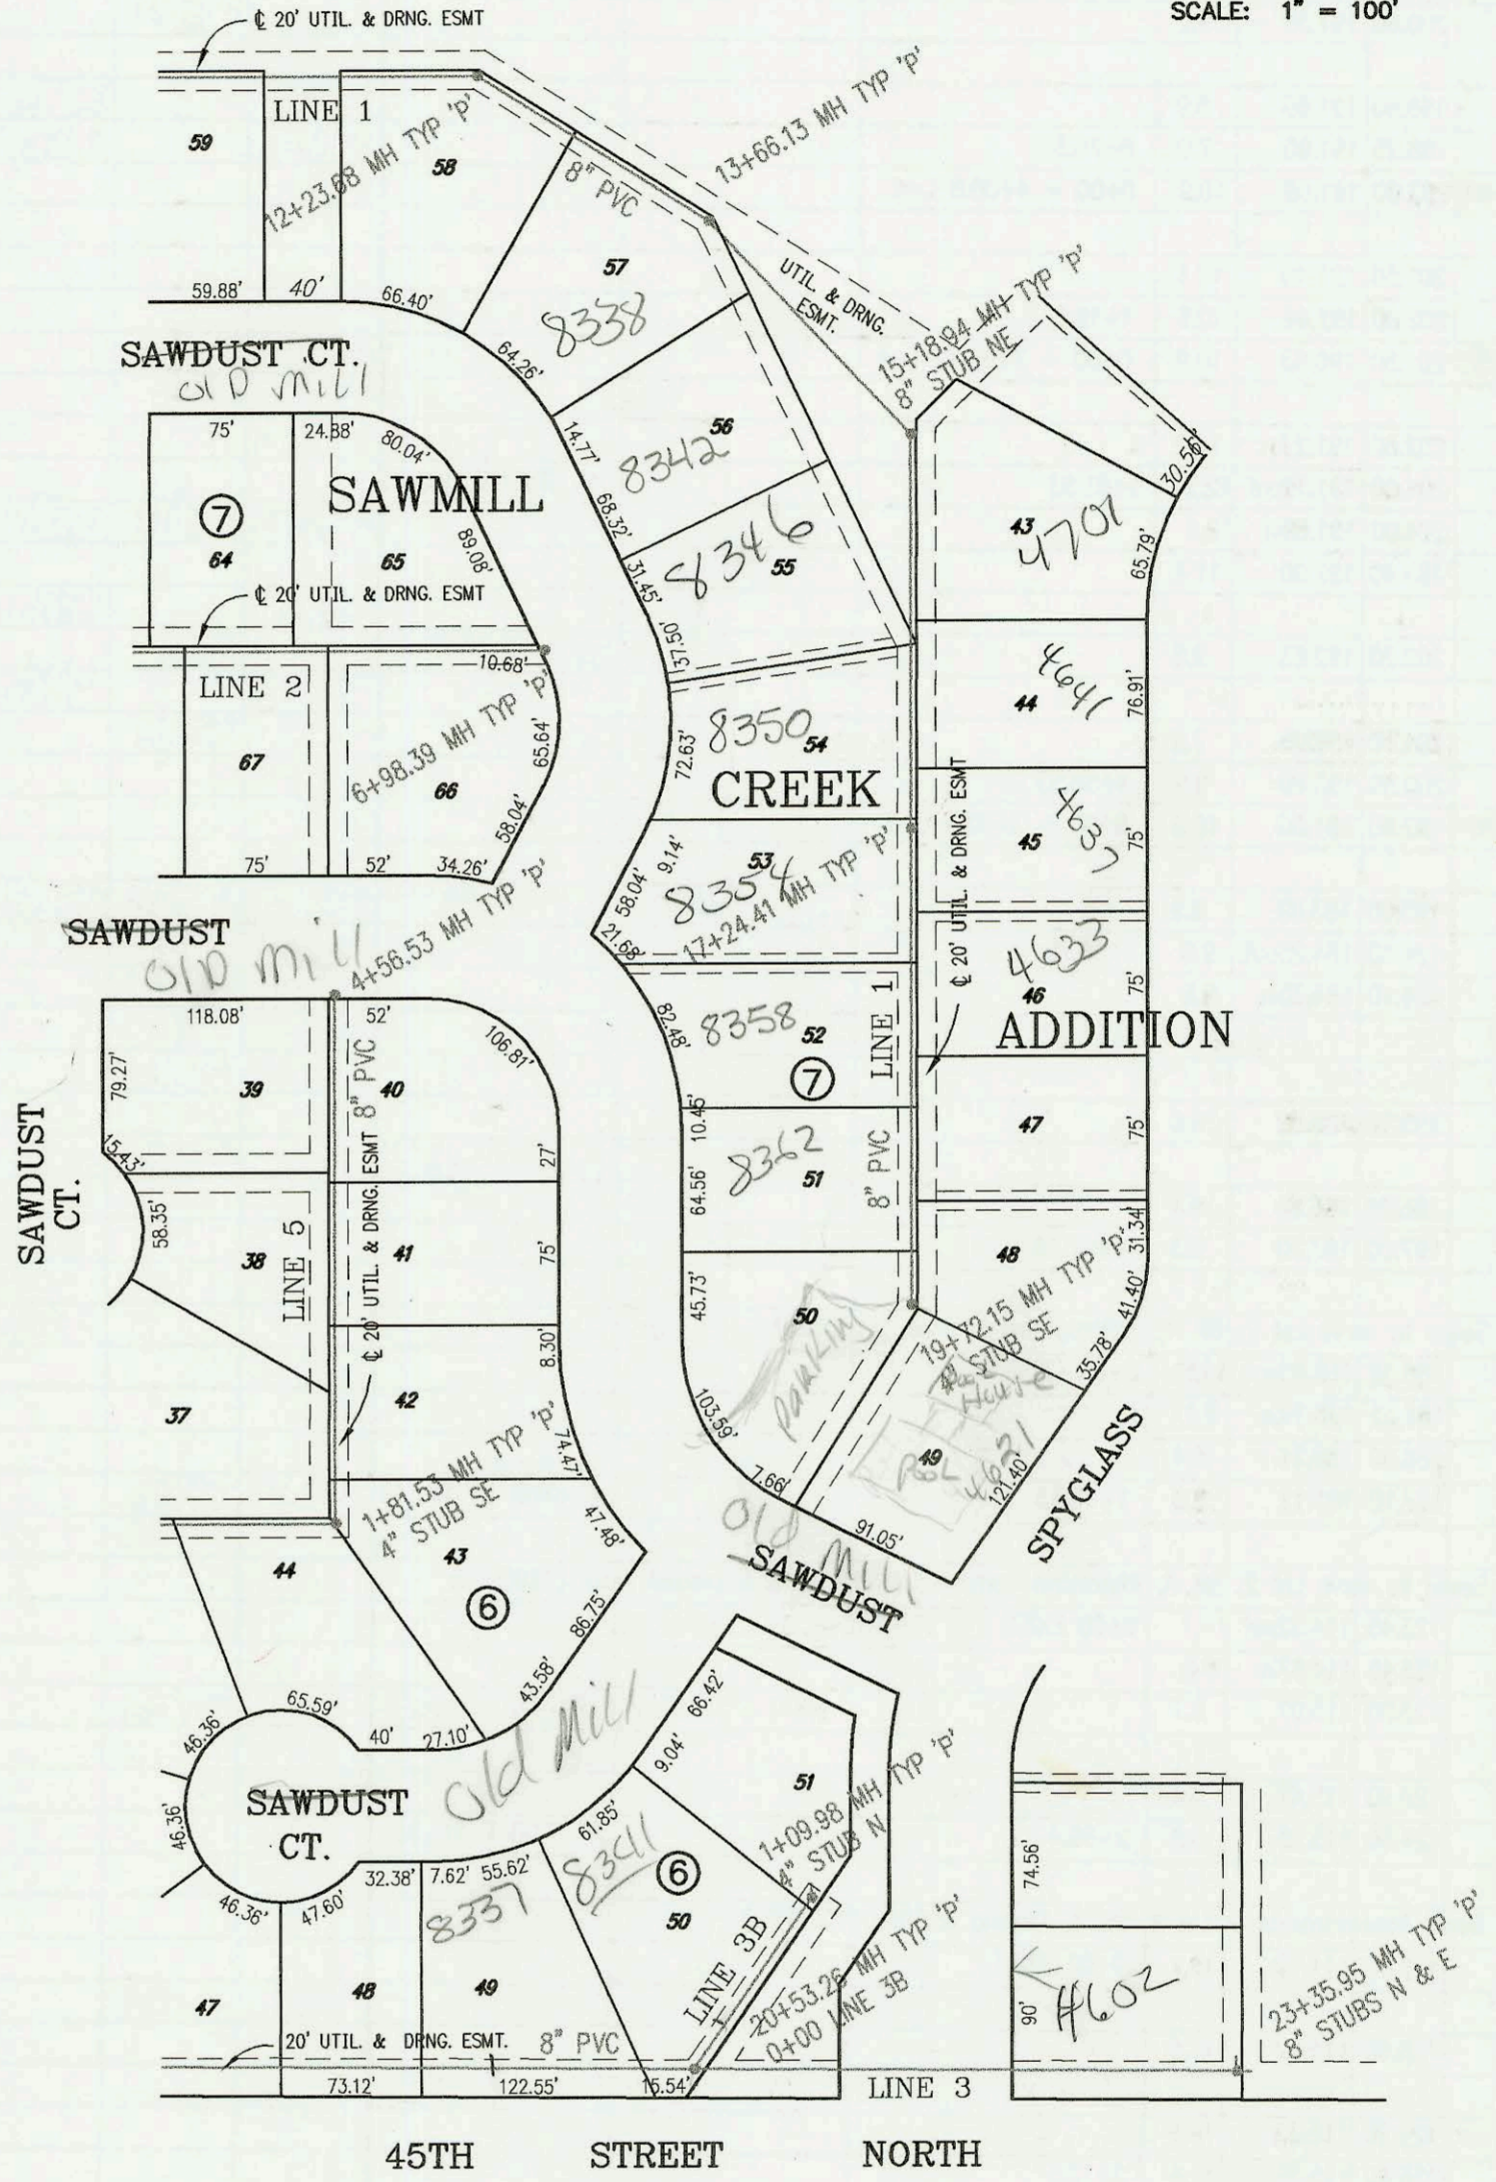 SCALE: 1" = 100'
℄ 20' UTIL. & DRNG. ESMT
LINE 1
59
58
12+23.68 MH TYP 'p'
13+66.13 MH TYP 'p'
8" PVC
57
8338
59.88'
40'
66.40'
64.26'
UTIL. & DRNG.
ESMT.
15+18.94 MH TYP 'p'
8" STUB NE
SAWDUST CT.
OlD Mill
75'
24.88'
80.04'
14.77'
56
8342
SAWMILL
7
64
65
89.08'
68.32'
8346
55
43
4701
30.56'
65.79'
℄ 20' UTIL. & DRNG. ESMT
31.45'
37.50'
10.68'
LINE 2
67
6+98.39 MH TYP 'p'
66
65.64'
58.04'
75'
52'
34.26'
72.63'
8350
54
CREEK
44
4641
76.91'
45
4637
75'
9.14'
53
8354
17+24.41 MH TYP 'p'
58.04'
21.68'
℄ 20' UTIL. & DRNG. ESMT
SAWDUST
OlD Mill
4+56.53 MH TYP 'p'
4633
46
75'
ADDITION
118.08'
52'
106.81'
82.48'
8358
52
7
LINE 1
79.27'
39
8" PVC
40
SAWDUST
CT.
15.43'
27'
10.45'
47
75'
58.35'
38
LINE 5
℄ 20' UTIL. & DRNG. ESMT
41
75'
64.56'
8362
51
8" PVC
48
31.34'
41.40'
45.73'
50
Parking
19+72.15 MH TYP 'p'
4" STUB SE
House
35.78'
37
42
8.30'
74.47'
103.59'
7.66'
49
Pool
4621
121.40'
SPYGLASS
1+81.53 MH TYP 'p'
4" STUB SE
47.48'
91.05'
Old Mill
SAWDUST
44
43
6
86.75'
43.58'
65.59'
46.36'
40'
27.10'
Old Mill
66.42'
9.04'
SAWDUST
CT.
46.36'
51
1+09.98 MH TYP 'p'
4" STUB N
61.85'
8341
6
50
32.38'
7.62'
55.62'
8337
46.36'
47.60'
74.56'
47
48
49
LINE 3B
20+53.26 MH TYP 'p'
0+00 LINE 3B
90'
4602
23+35.95 MH TYP 'p'
8" STUBS N & E
20' UTIL. & DRNG. ESMT.
8" PVC
73.12'
122.55'
15.54'
LINE 3
45TH STREET NORTH